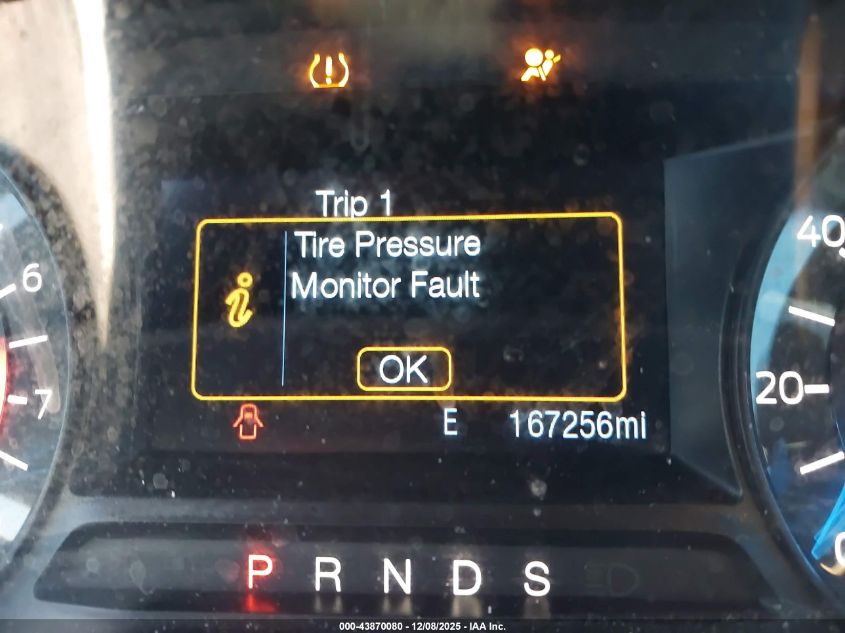 Trip 1
Tire Pressure
Monitor Fault
i
OK
E 167256mi
6
7
40
20
0
P R N D S
000-43870080 - 12/08/2025 - IAA Inc.